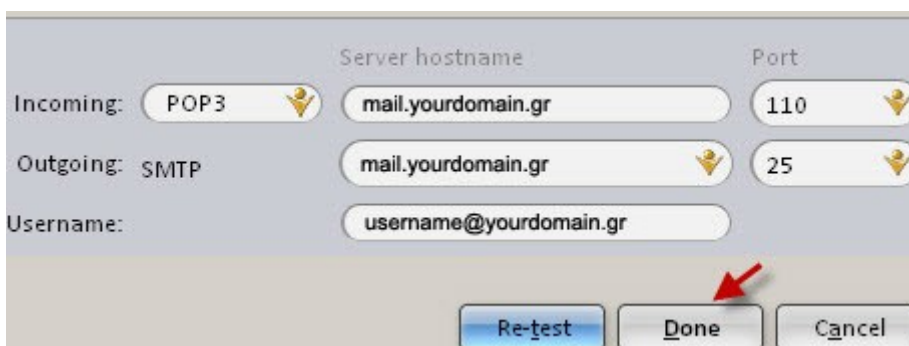 Server hostname Port
Incoming: POP3 mail.yourdomain.gr 110
Outgoing: SMTP mail.yourdomain.gr 25
Username: username@yourdomain.gr
Re-test Done Cancel